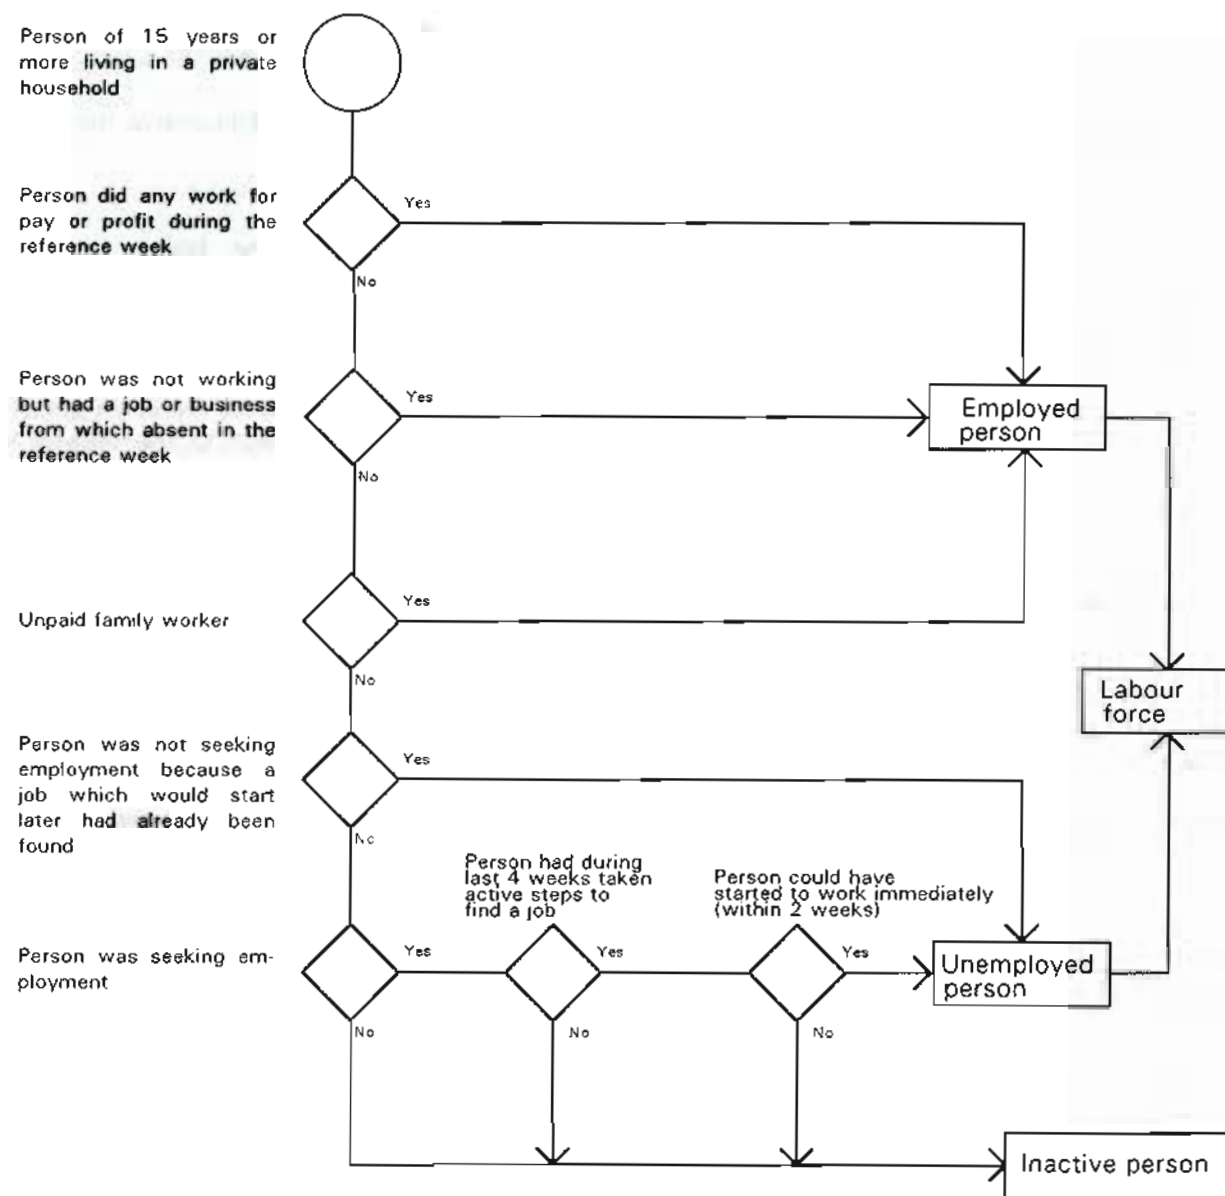 Person of 15 years or
more living in a private
household
Person did any work for
pay or profit during the
reference week
Yes
No
Person was not working
but had a job or business
from which absent in the
reference week
Yes
No
Employed
person
Unpaid family worker
Yes
No
Labour
force
Person was not seeking
employment because a
job which would start
later had already been
found
Yes
No
Person had during
last 4 weeks taken
active steps to
find a job
Person could have
started to work immediately
(within 2 weeks)
Person was seeking em-
ployment
Yes
No
Yes
No
Yes
No
Unemployed
person
Inactive person